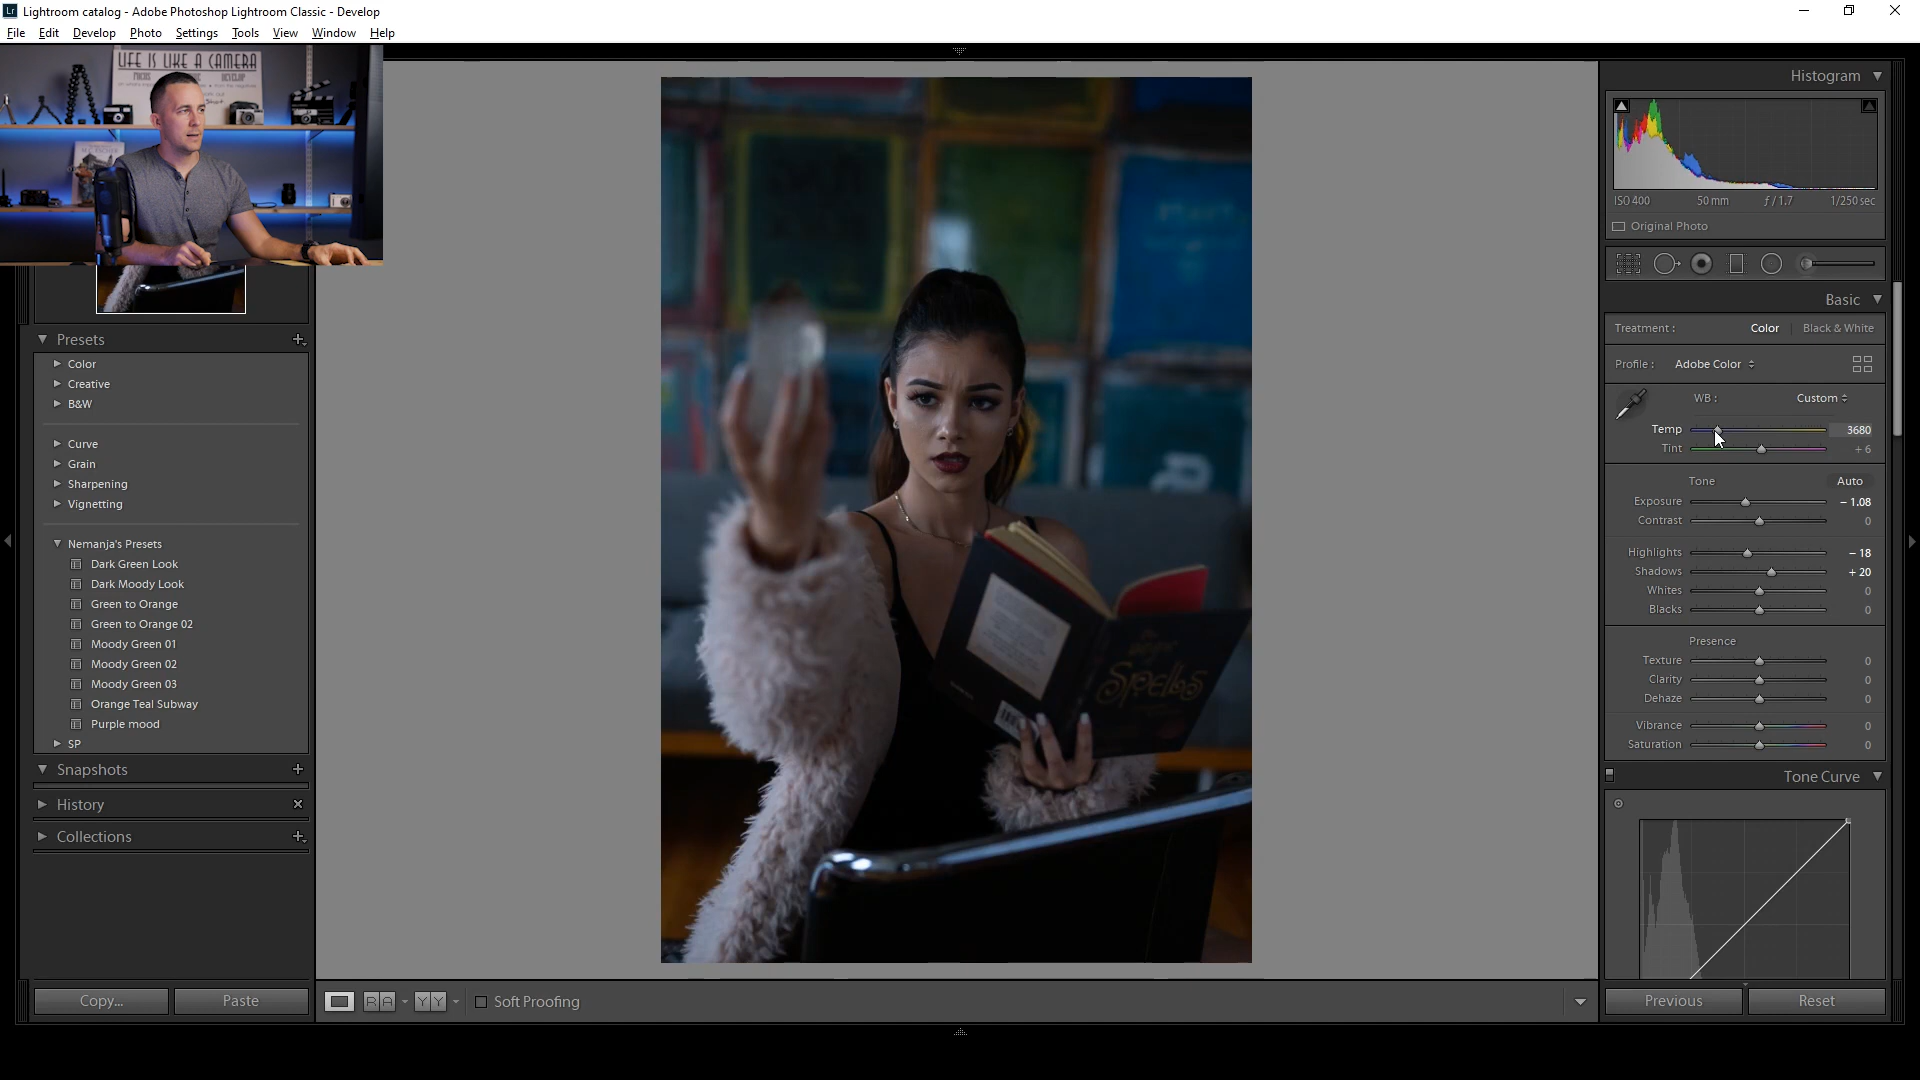 Lr Lightroom catalog - Adobe Photoshop Lightroom Classic - Develop
File Edit Develop Photo Settings Tools View Window Help
LIFE IS LIKE A CAMERA
Histogram
ISO 400 50 mm ƒ / 1.7 1/250 sec
Original Photo
Basic
Treatment : Color Black & White
Profile : Adobe Color
WB : Custom
Temp 3680
Tint + 6
Tone Auto
Exposure - 1.08
Contrast 0
Highlights - 18
Shadows + 20
Whites 0
Blacks 0
Presence
Texture 0
Clarity 0
Dehaze 0
Vibrance 0
Saturation 0
Tone Curve
Previous Reset
Presets
Color
Creative
B&W
Curve
Grain
Sharpening
Vignetting
Nemanja's Presets
Dark Green Look
Dark Moody Look
Green to Orange
Green to Orange 02
Moody Green 01
Moody Green 02
Moody Green 03
Orange Teal Subway
Purple mood
SP
Snapshots
History
Collections
Copy... Paste
R A Y Y Soft Proofing
Spells